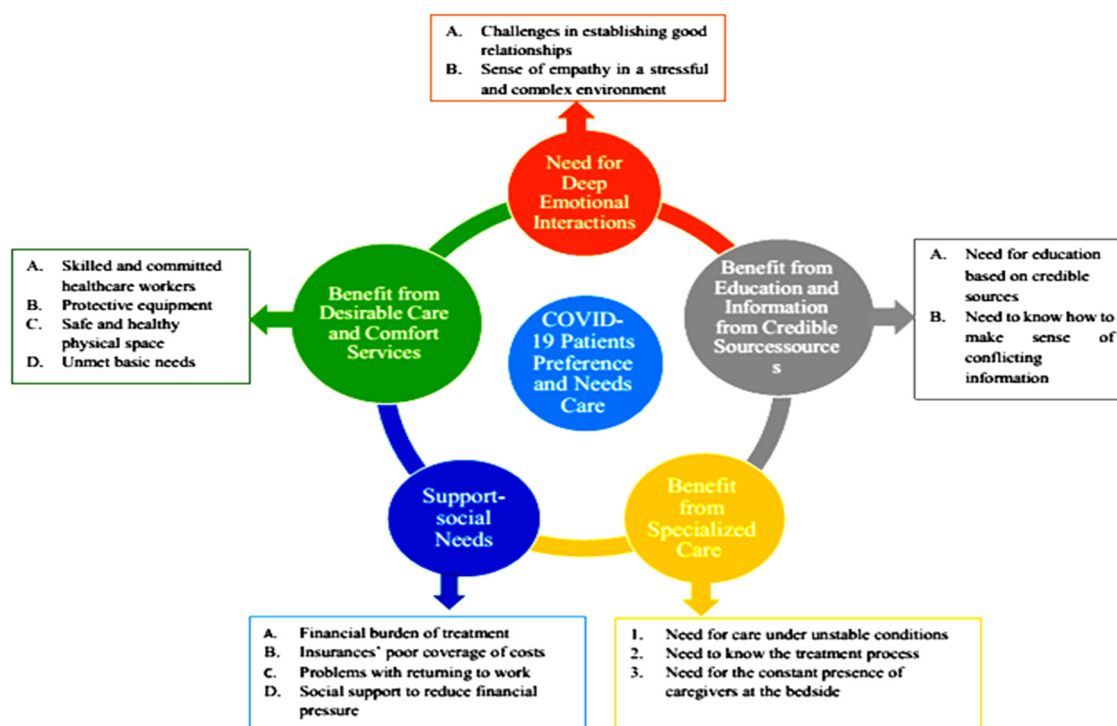 A. Challenges in establishing good
relationships
B. Sense of empathy in a stressful
and complex environment
Need for
Deep
Emotional
Interactions
A. Skilled and committed
healthcare workers
B. Protective equipment
C. Safe and healthy
physical space
D. Unmet basic needs
Benefit from
Desirable Care
and Comfort
Services
COVID-
19 Patients
Preference
and Needs
Care
Benefit from
Education and
Information
from Credible
Sourcessource
s
A. Need for education
based on credible
sources
B. Need to know how to
make sense of
conflicting
information
Support-
social
Needs
Benefit
from
Specialized
Care
A. Financial burden of treatment
B. Insurances' poor coverage of costs
C. Problems with returning to work
D. Social support to reduce financial
pressure
1. Need for care under unstable conditions
2. Need to know the treatment process
3. Need for the constant presence of
caregivers at the bedside